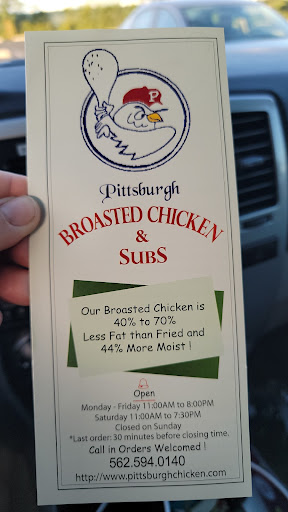 P
Pittsburgh
BROASTED CHICKEN
&
SUBS
Our Broasted Chicken is
40% to 70%
Less Fat than Fried and
44% More Moist !
Open
Monday - Friday 11:00AM to 8:00PM
Saturday 11:00AM to 7:30PM
Closed on Sunday
*Last order: 30 minutes before closing time.
Call in Orders Welcomed !
562.594.0140
http://www.pittsburghchicken.com